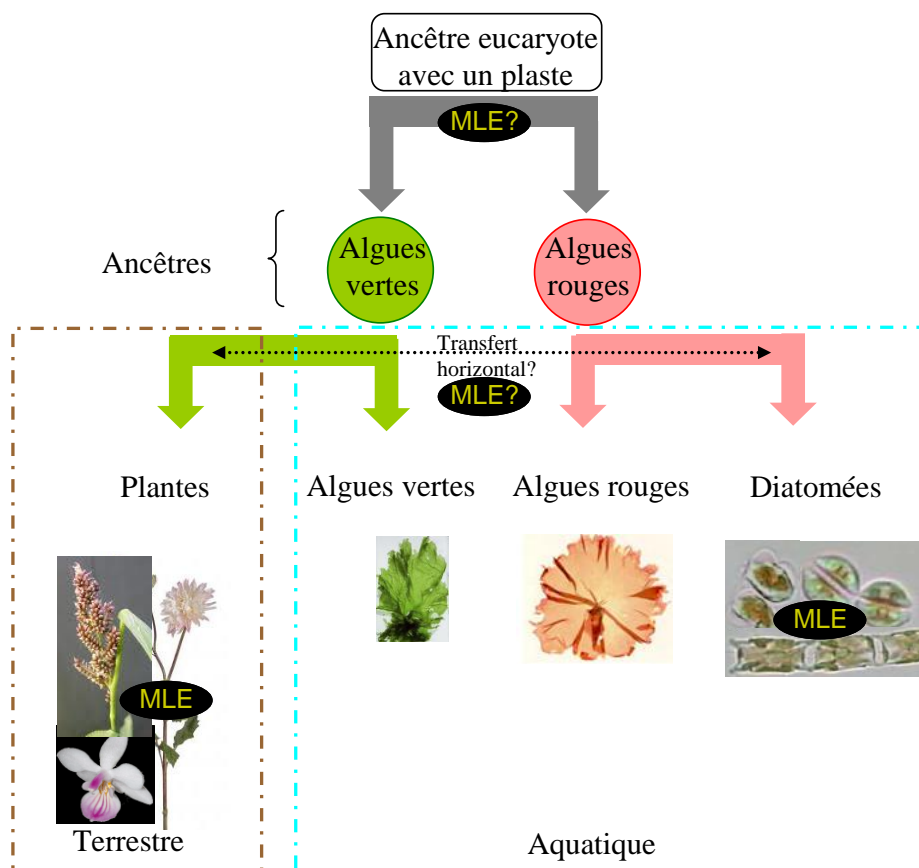 Ancêtre eucaryote
avec un plaste
MLE?
Ancêtres
Algues
vertes
Algues
rouges
Transfert
horizontal?
MLE?
Plantes
Algues vertes
Algues rouges
Diatomées
MLE
MLE
Terrestre
Aquatique